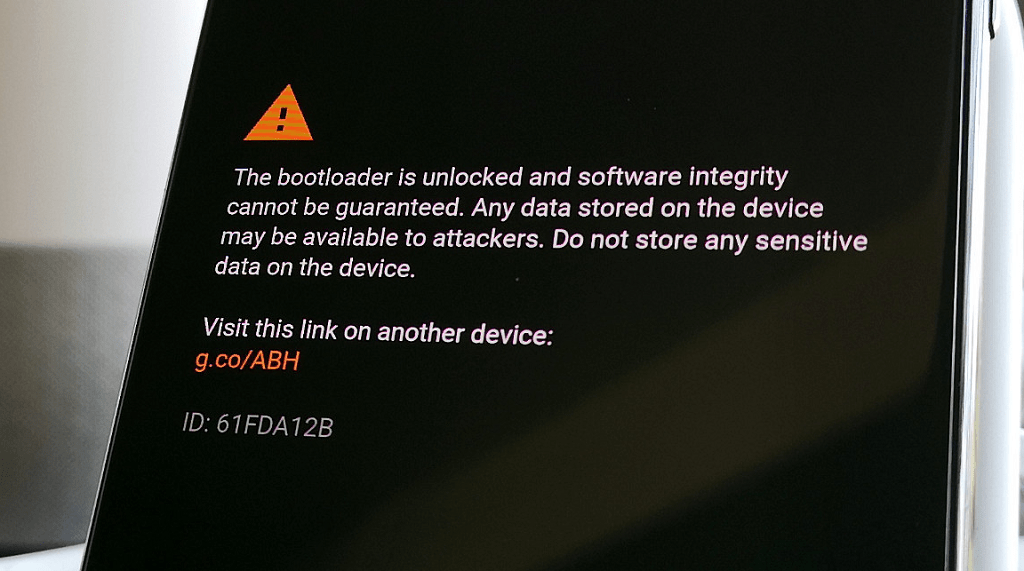 The bootloader is unlocked and software integrity
cannot be guaranteed. Any data stored on the device
may be available to attackers. Do not store any sensitive
data on the device.
Visit this link on another device:
g.co/ABH
ID: 61FDA12B